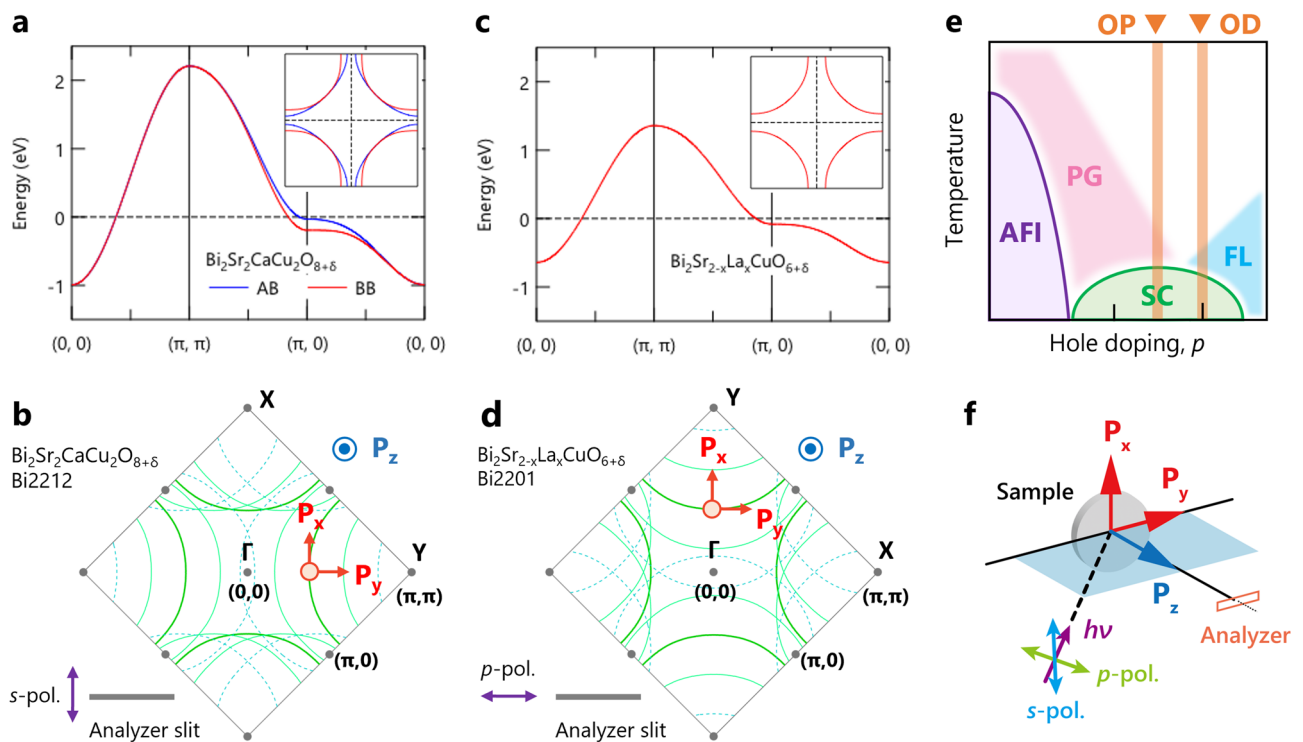 a
2
1
0
-1
Energy (eV)
Bi2Sr2CaCu2O8+δ
AB
BB
(0, 0)
(π, π)
(π, 0)
(0, 0)
c
2
1
0
-1
Energy (eV)
Bi2Sr2-xLaxCuO6+δ
(0, 0)
(π, π)
(π, 0)
(0, 0)
e
OP
OD
Temperature
PG
AFI
FL
SC
Hole doping, p
b
X
Bi2Sr2CaCu2O8+δ
Bi2212
Pz
Px
Γ
Py
Y
(0,0)
(π,π)
(π,0)
s-pol.
Analyzer slit
d
Y
Bi2Sr2-xLaxCuO6+δ
Bi2201
Px
Pz
Py
Γ
X
(0,0)
(π,π)
(π,0)
p-pol.
Analyzer slit
f
Px
Sample
Py
Pz
hν
Analyzer
p-pol.
s-pol.